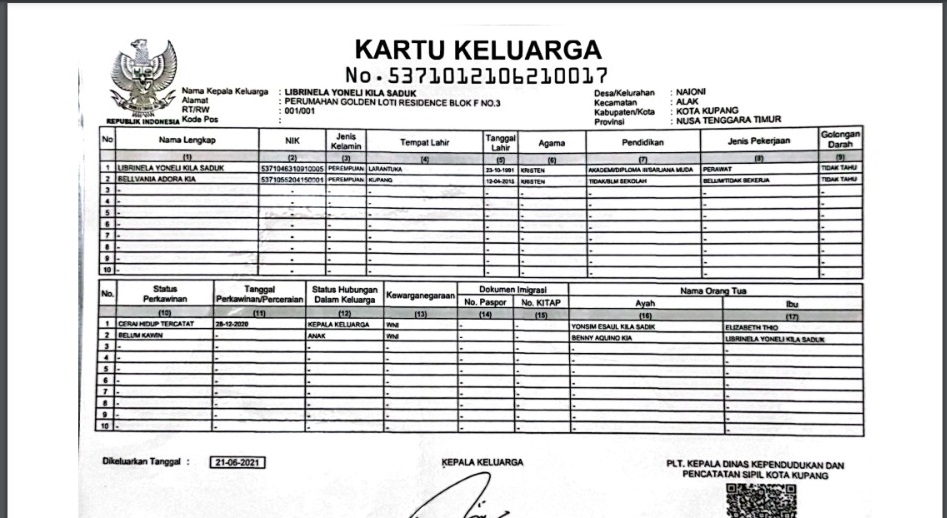 KARTU KELUARGA
No. 5371012106210017
Nama Kepala Keluarga : LIBRINELA YONELI KILA SADUK
Alamat : PERUMAHAN GOLDEN LOTI RESIDENCE BLOK F NO.3
RT/RW : 001/001
Kode Pos :
Desa/Kelurahan : NAIONI
Kecamatan : ALAK
Kabupaten/Kota : KOTA KUPANG
Provinsi : NUSA TENGGARA TIMUR
REPUBLIK INDONESIA
No Nama Lengkap NIK Jenis Kelamin Tempat Lahir Tanggal Lahir Agama Pendidikan Jenis Pekerjaan Golongan Darah
(1) (2) (3) (4) (5) (6) (7) (8) (9)
1 LIBRINELA YONELI KILA SADUK 5371046310910005 PEREMPUAN LARANTUKA 23-10-1991 KRISTEN AKADEMI/DIPLOMA III/SARJANA MUDA PERAWAT TIDAK TAHU
2 BELLVANIA ADORA KIA 5371055204150001 PEREMPUAN KUPANG KRISTEN TIDAK/BLM SEKOLAH BELUM/TIDAK BEKERJA TIDAK TAHU
3 - - - - - - - - -
4 - - - - - - - - -
5 - - - - - - - - -
6 - - - - - - - - -
7 - - - - - - - - -
8 - - - - - - - - -
9 - - - - - - - - -
10 - - - - - - - - -
No. Status Perkawinan Tanggal Perkawinan/Perceraian Status Hubungan Dalam Keluarga Kewarganegaraan Dokumen Imigrasi No. Paspor No. KITAP Nama Orang Tua Ayah Ibu
(10) (11) (12) (13) (14) (15) (16) (17)
1 CERAI HIDUP TERCATAT 28-12-2020 KEPALA KELUARGA WNI - - YONSIM ESAUL KILA SADIK ELIZABETH THIO
2 BELUM KAWIN - ANAK WNI - - BENNY AQUINO KIA LIBRINELA YONELI KILA SADUK
3 - - - - - - - -
4 - - - - - - - -
5 - - - - - - - -
6 - - - - - - - -
7 - - - - - - - -
8 - - - - - - - -
9 - - - - - - - -
10 - - - - - - - -
Dikeluarkan Tanggal : 21-06-2021
KEPALA KELUARGA
PLT. KEPALA DINAS KEPENDUDUKAN DAN
PENCATATAN SIPIL KOTA KUPANG